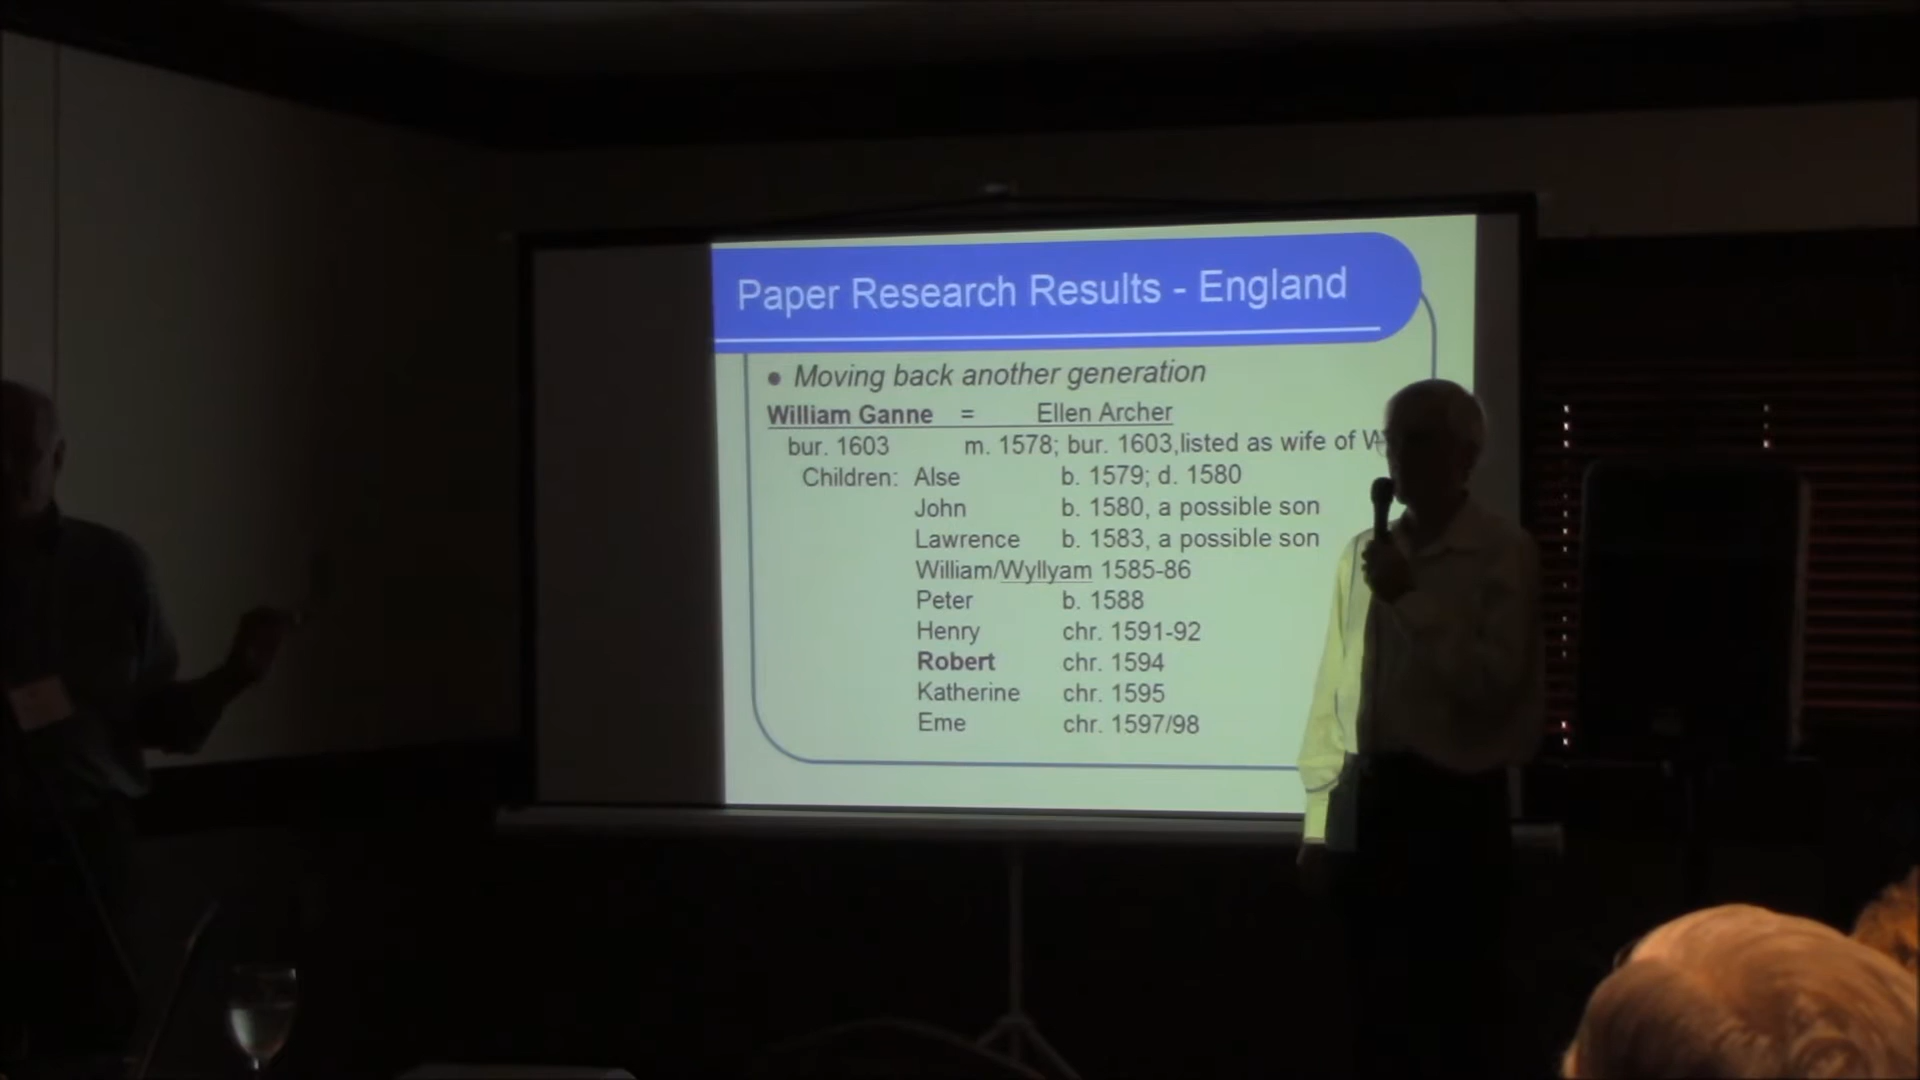 Paper Research Results - England
• Moving back another generation
William Ganne = Ellen Archer
bur. 1603 m. 1578; bur. 1603,listed as wife of
Children: Alse b. 1579; d. 1580
John b. 1580, a possible son
Lawrence b. 1583, a possible son
William/Wyllyam 1585-86
Peter b. 1588
Henry chr. 1591-92
Robert chr. 1594
Katherine chr. 1595
Eme chr. 1597/98